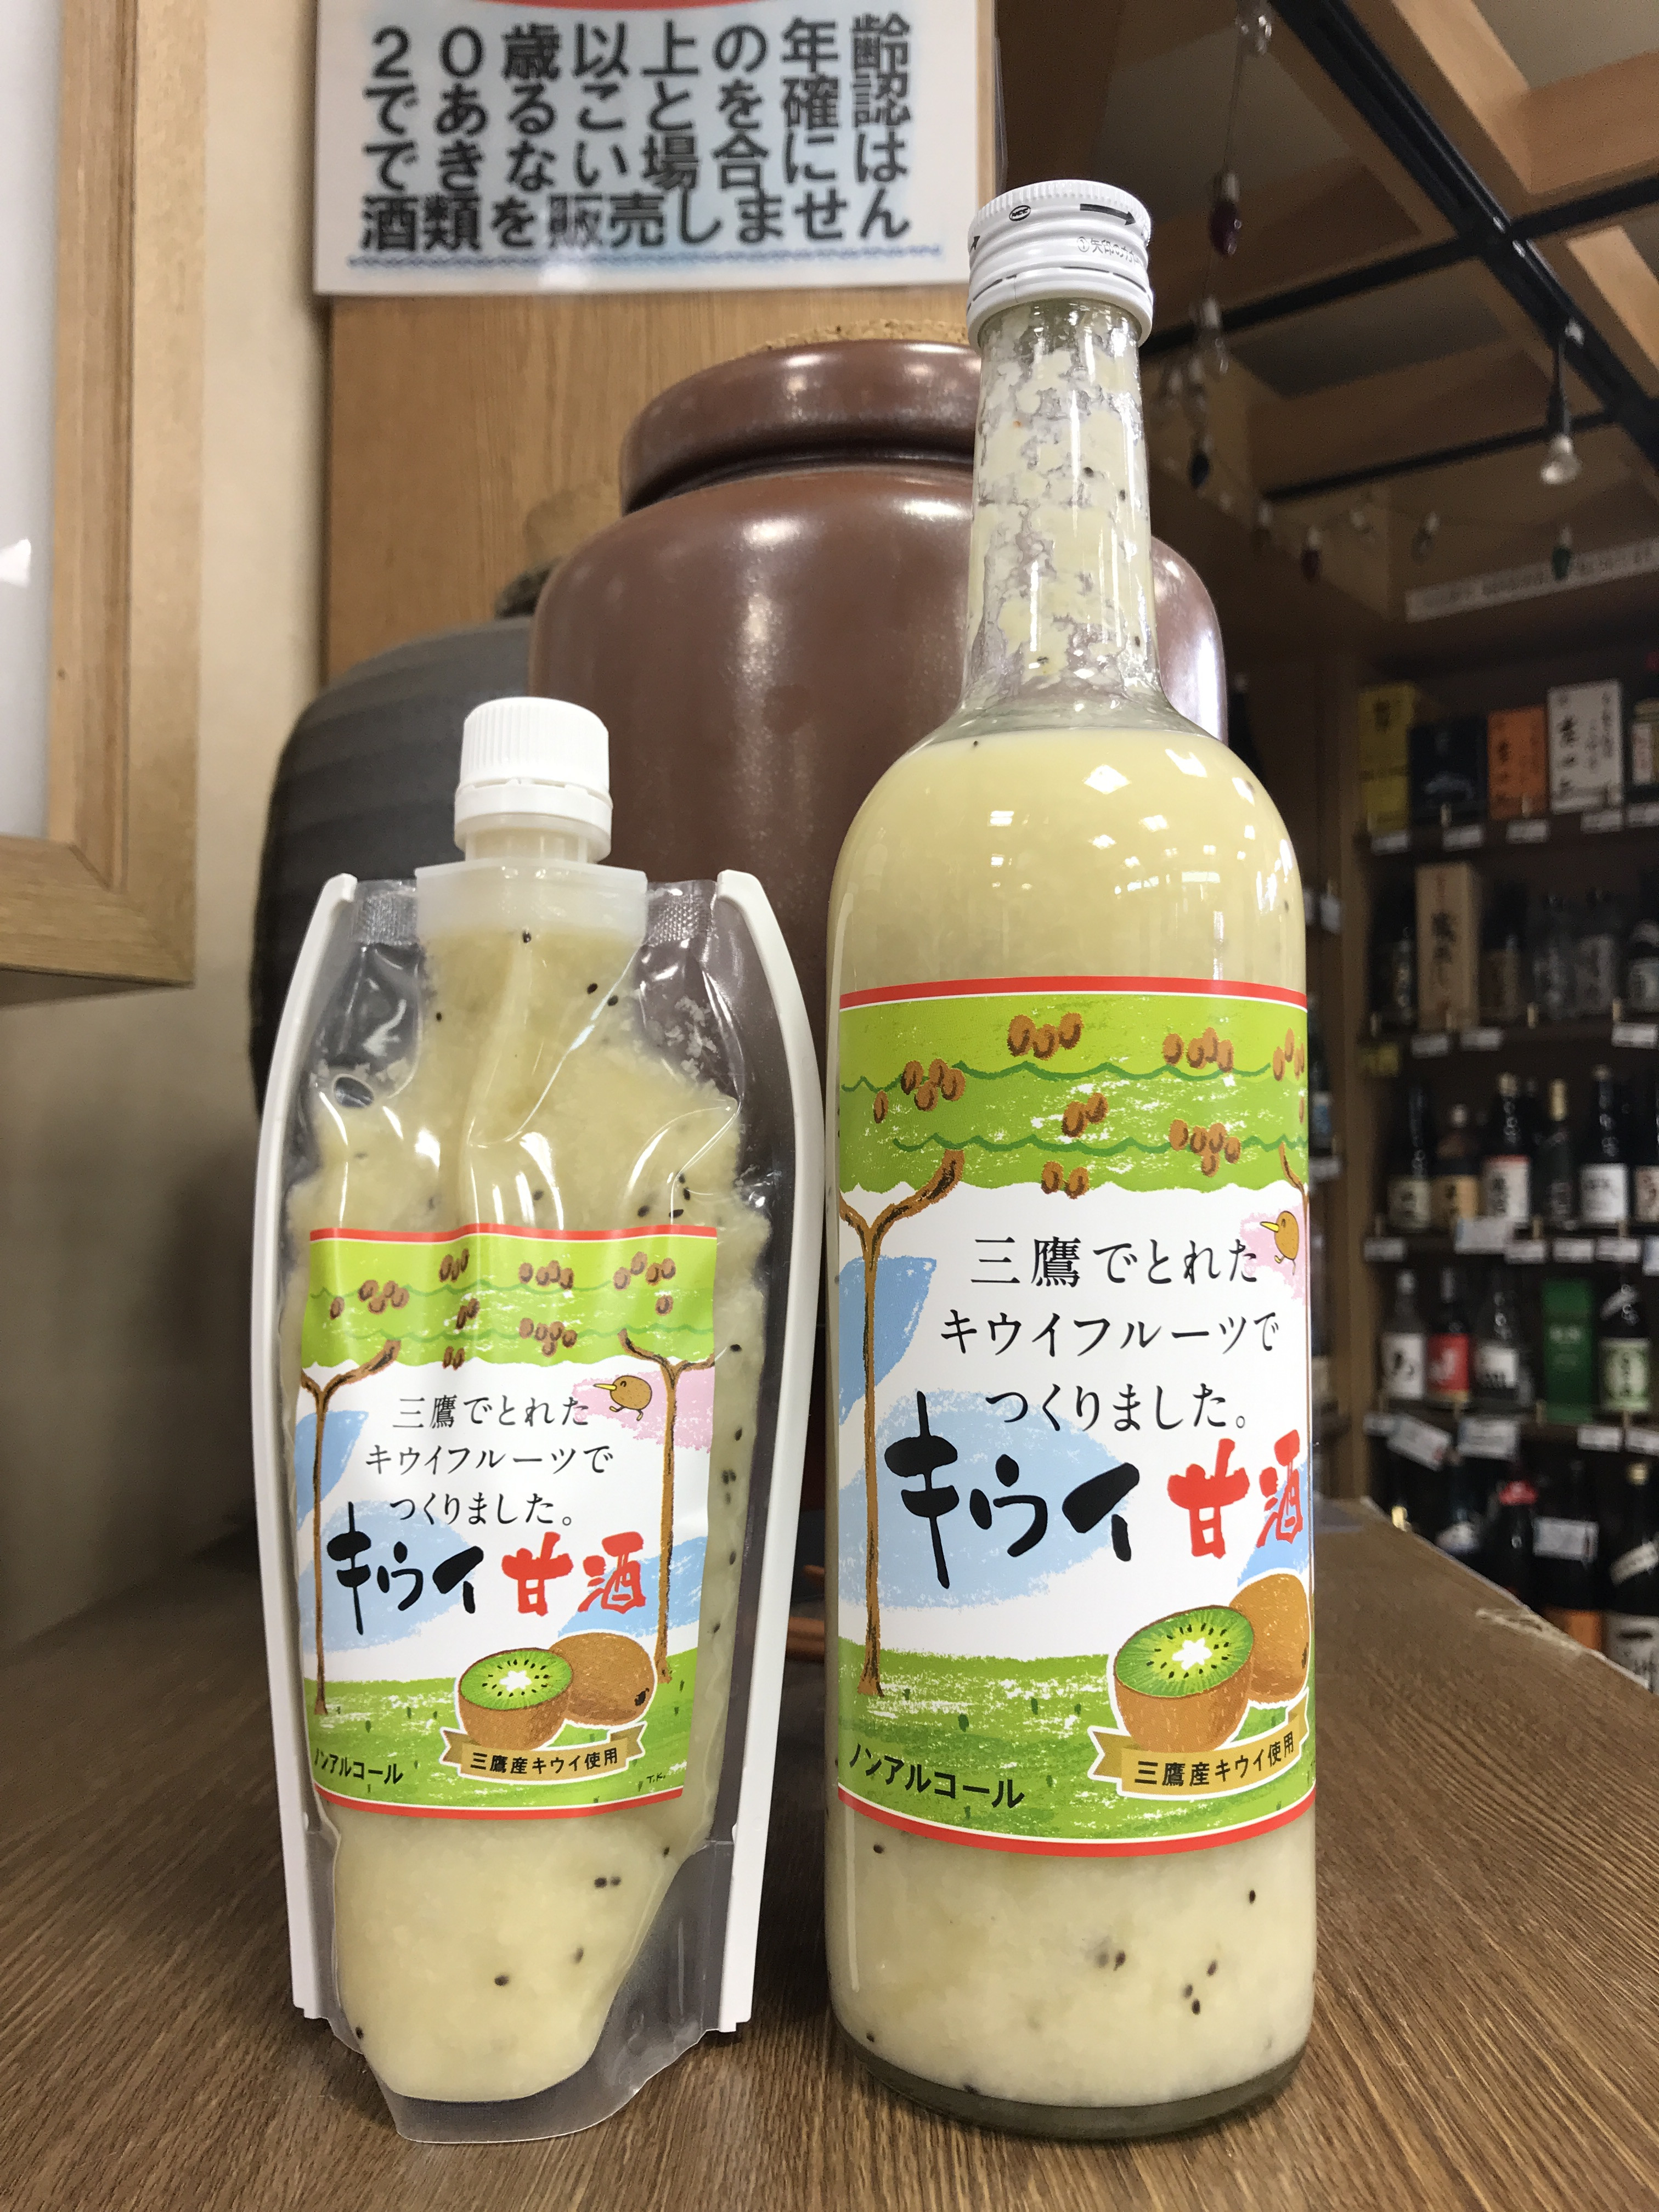 20歳以上の年齢
であることを確認
できない場合には
酒類を販売しません
三鷹でとれた
キウイフルーツで
つくりました。
キウイ甘酒
三鷹産キウイ使用
ノンアルコール
T.K.
三鷹でとれた
キウイフルーツで
つくりました。
キウイ甘酒
三鷹産キウイ使用
ノンアルコール